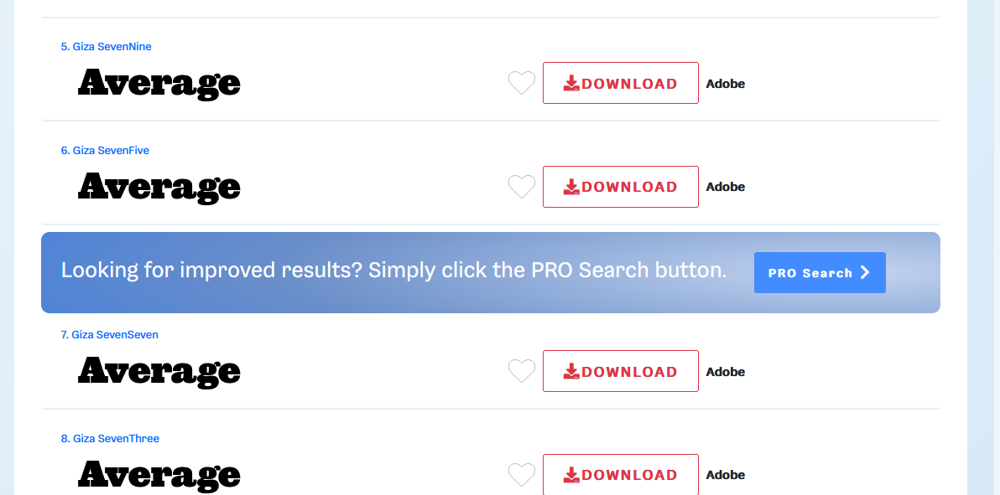 5. Giza SevenNine
Average
DOWNLOAD
Adobe
6. Giza SevenFive
Average
DOWNLOAD
Adobe
Looking for improved results? Simply click the PRO Search button.
PRO Search
7. Giza SevenSeven
Average
DOWNLOAD
Adobe
8. Giza SevenThree
Average
DOWNLOAD
Adobe